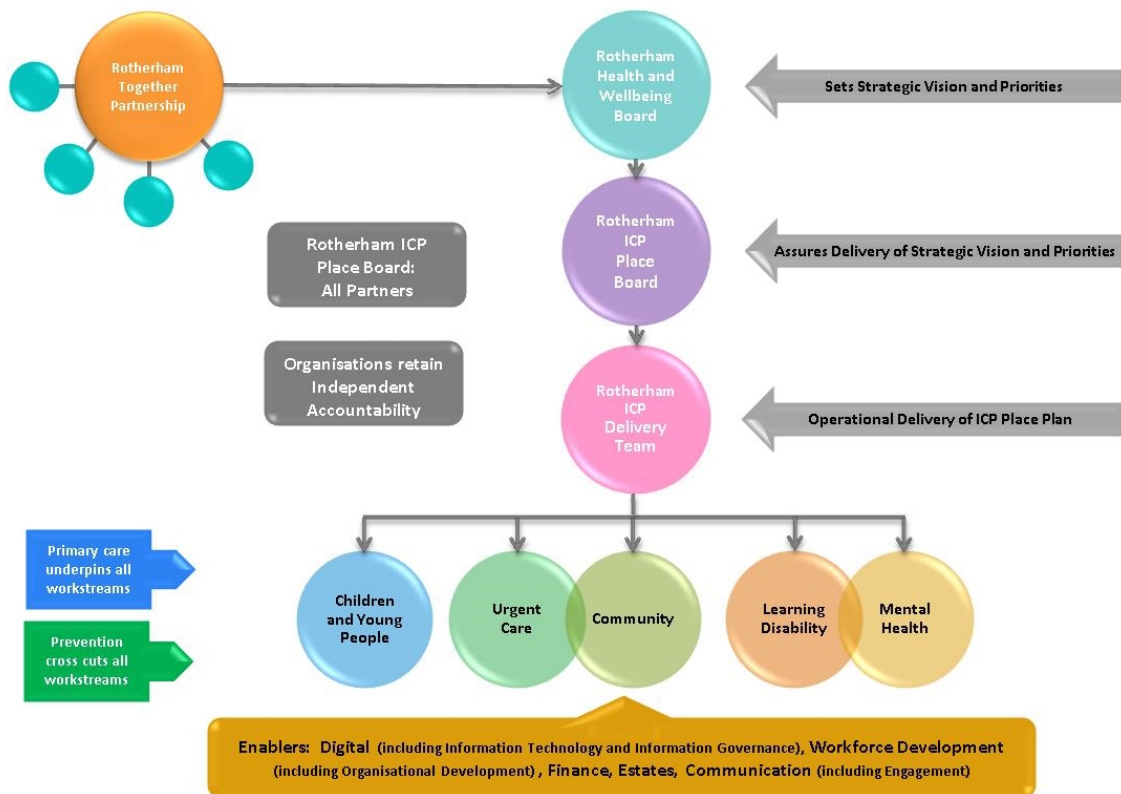 Rotherham
Together
Partnership
Rotherham
Health and
Wellbeing
Board
Sets Strategic Vision and Priorities
Rotherham ICP
Place Board:
All Partners
Rotherham
ICP
Place
Board
Assures Delivery of Strategic Vision and Priorities
Organisations retain
Independent
Accountability
Rotherham
ICP
Delivery
Team
Operational Delivery of ICP Place Plan
Primary care
underpins all
workstreams
Prevention
cross cuts all
workstreams
Children
and Young
People
Urgent
Care
Community
Learning
Disability
Mental
Health
Enablers: Digital (including Information Technology and Information Governance), Workforce Development
(including Organisational Development) , Finance, Estates, Communication (including Engagement)